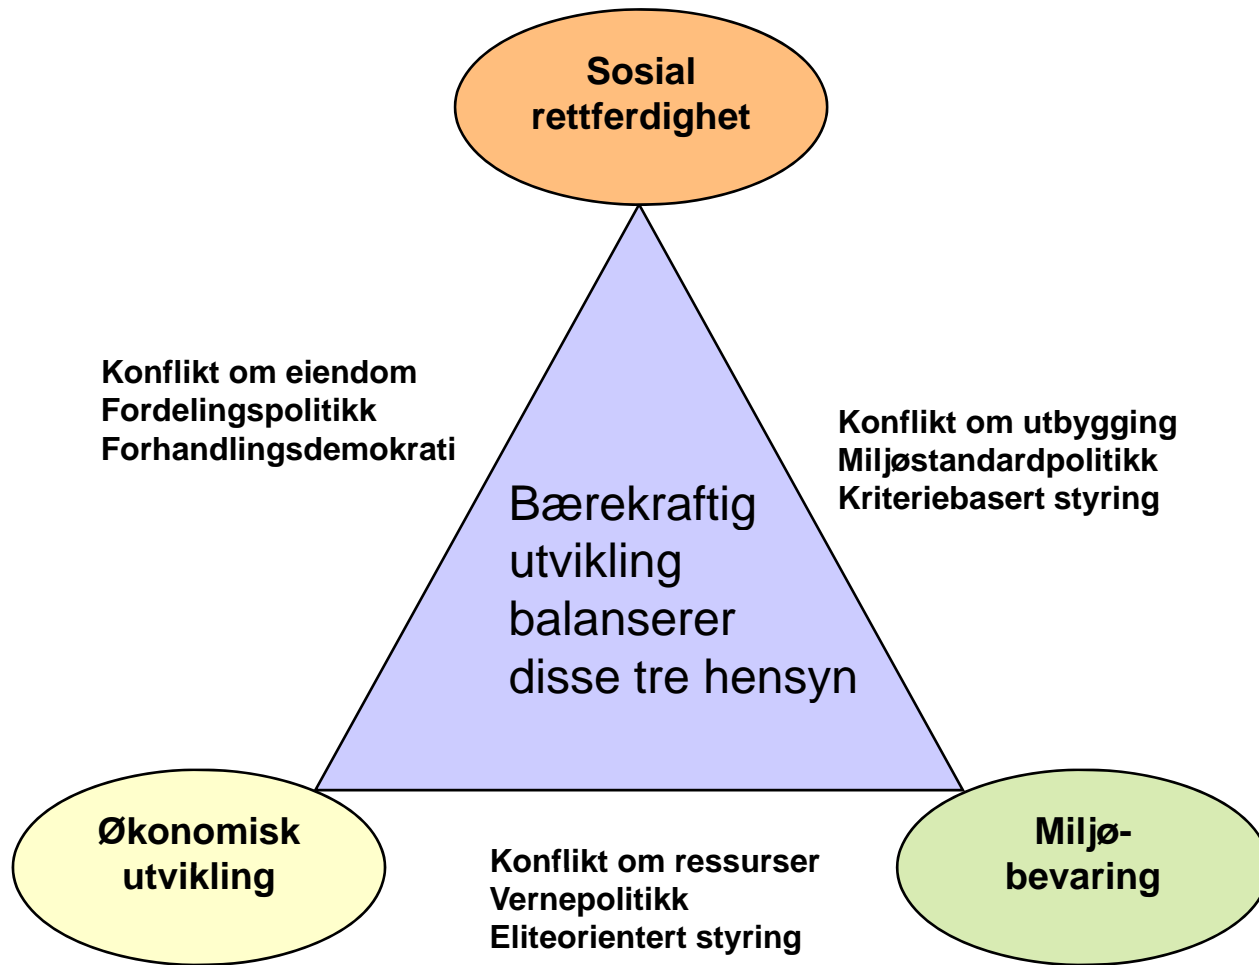 Sosial
rettferdighet
Konflikt om eiendom
Fordelingspolitikk
Forhandlingsdemokrati
Konflikt om utbygging
Miljøstandardpolitikk
Kriteriebasert styring
Bærekraftig
utvikling
balanserer
disse tre hensyn
Økonomisk
utvikling
Konflikt om ressurser
Vernepolitikk
Eliteorientert styring
Miljø-
bevaring